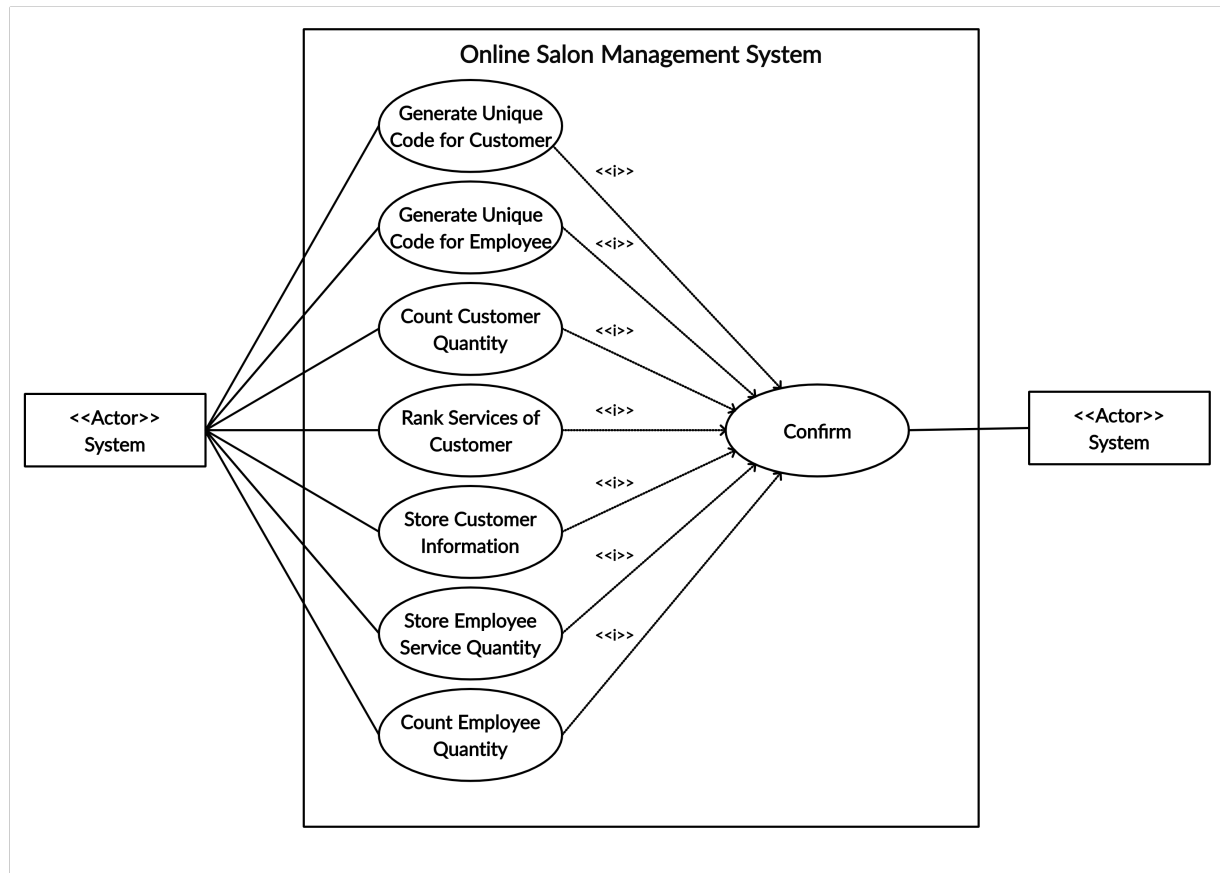 Online Salon Management System
Generate Unique
Code for Customer
<<i>>
Generate Unique
Code for Employee
<<i>>
Count Customer
Quantity
<<i>>
<<Actor>>
System
Rank Services of
Customer
<<i>>
Confirm
<<Actor>>
System
Store Customer
Information
<<i>>
Store Employee
Service Quantity
<<i>>
Count Employee
Quantity
<<i>>